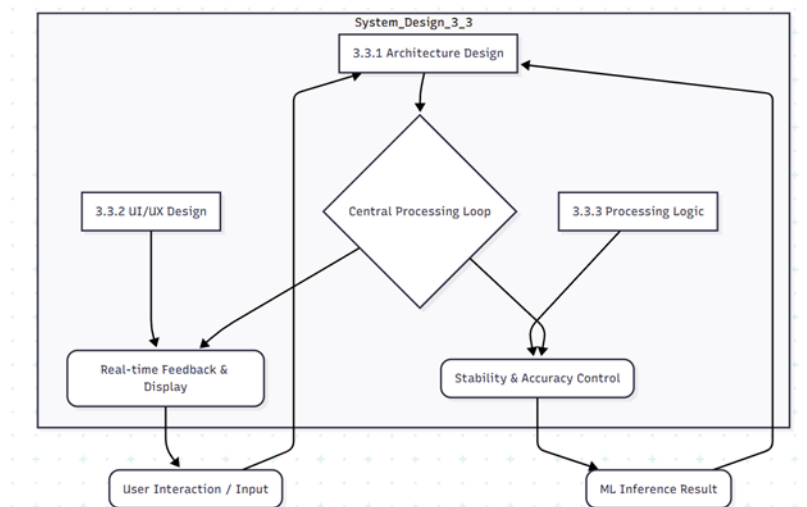 System_Design_3_3
3.3.1 Architecture Design
3.3.2 UI/UX Design
Central Processing Loop
3.3.3 Processing Logic
Real-time Feedback &
Display
Stability & Accuracy Control
User Interaction / Input
ML Inference Result